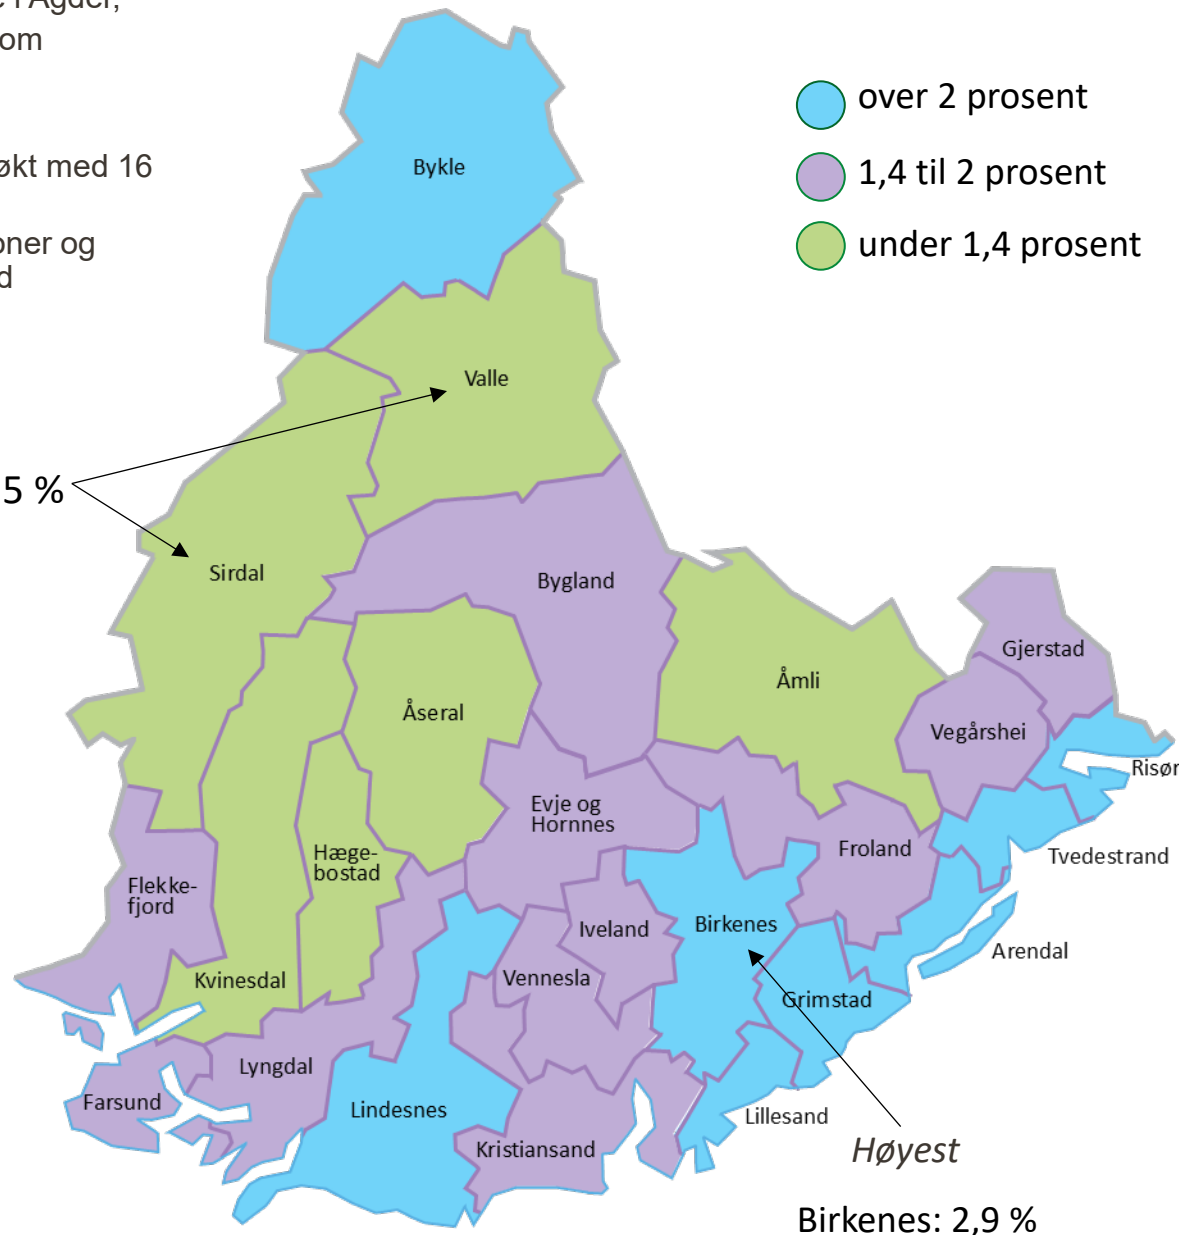 i Agder,
om
økt med 16
oner og
d
over 2 prosent
1,4 til 2 prosent
under 1,4 prosent
Bykle
Valle
5 %
Sirdal
Bygland
Gjerstad
Åmli
Åseral
Vegårshei
Risør
Evje og
Hornnes
Froland
Tvedestrand
Hæge-
bostad
Flekke-
fjord
Iveland
Birkenes
Arendal
Kvinesdal
Vennesla
Grimstad
Lyngdal
Farsund
Lindesnes
Lillesand
Kristiansand
Høyest
Birkenes: 2,9 %